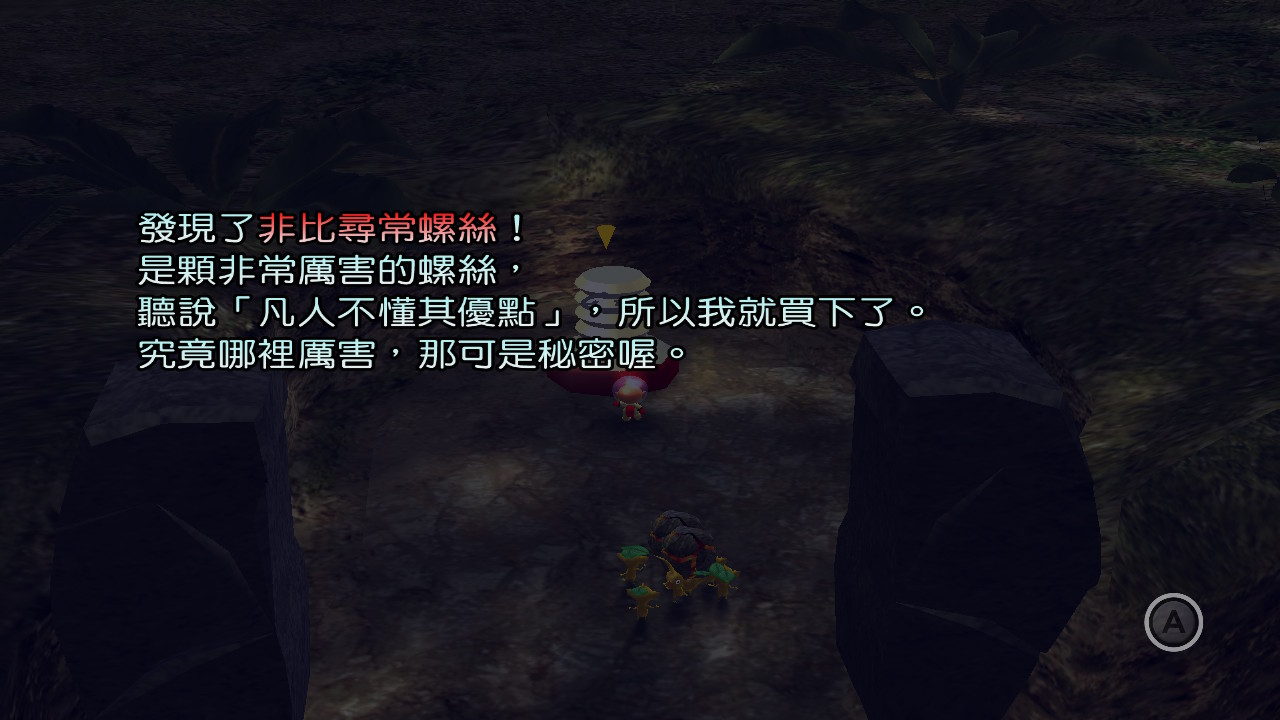 發現了非比尋常螺絲！
是顆非常厲害的螺絲，
聽說「凡人不懂其優點」，所以我就買下了。
究竟哪裡厲害，那可是秘密喔。
A